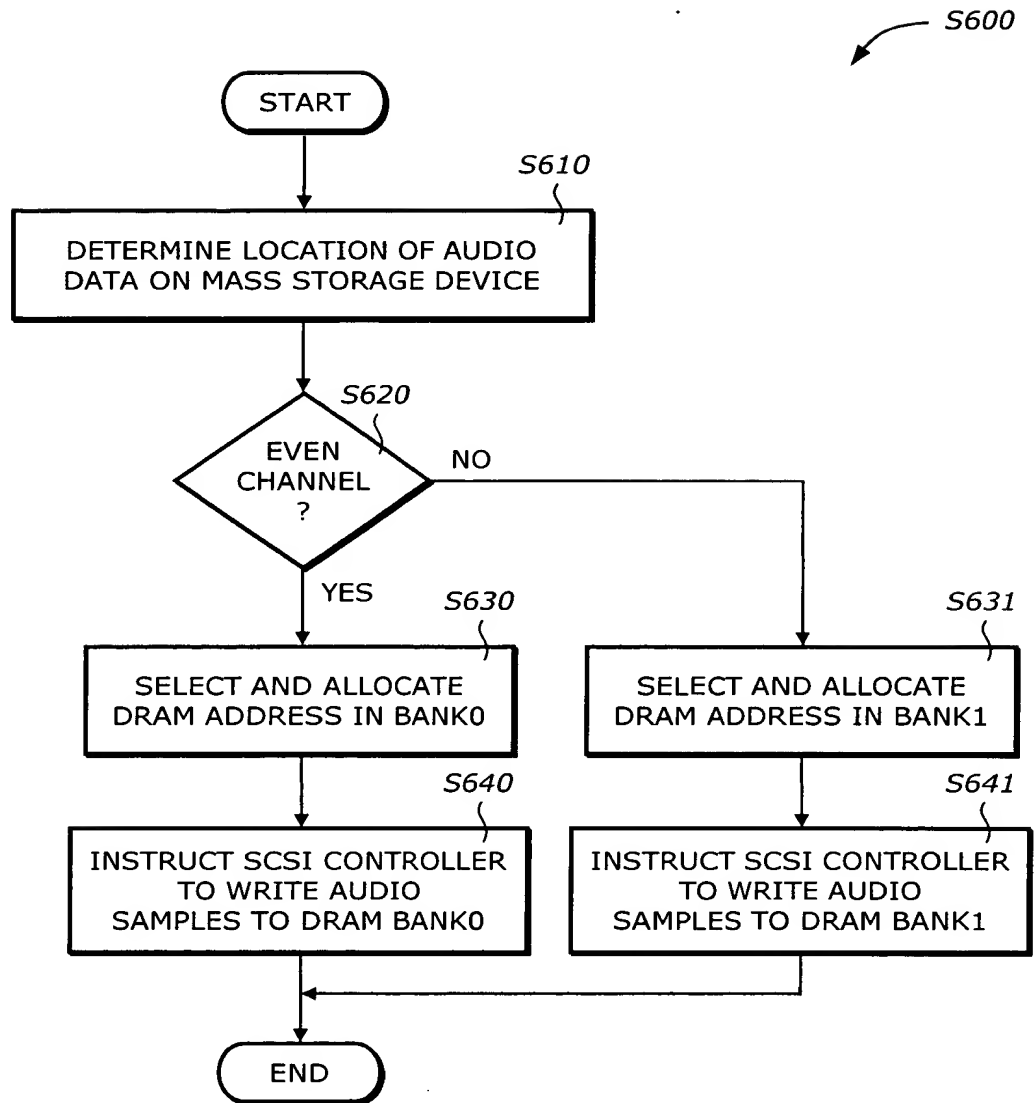 S600
START
S610
DETERMINE LOCATION OF AUDIO
DATA ON MASS STORAGE DEVICE
S620
EVEN
CHANNEL
?
NO
YES
S630
SELECT AND ALLOCATE
DRAM ADDRESS IN BANK0
S631
SELECT AND ALLOCATE
DRAM ADDRESS IN BANK1
S640
INSTRUCT SCSI CONTROLLER
TO WRITE AUDIO
SAMPLES TO DRAM BANK0
S641
INSTRUCT SCSI CONTROLLER
TO WRITE AUDIO
SAMPLES TO DRAM BANK1
END